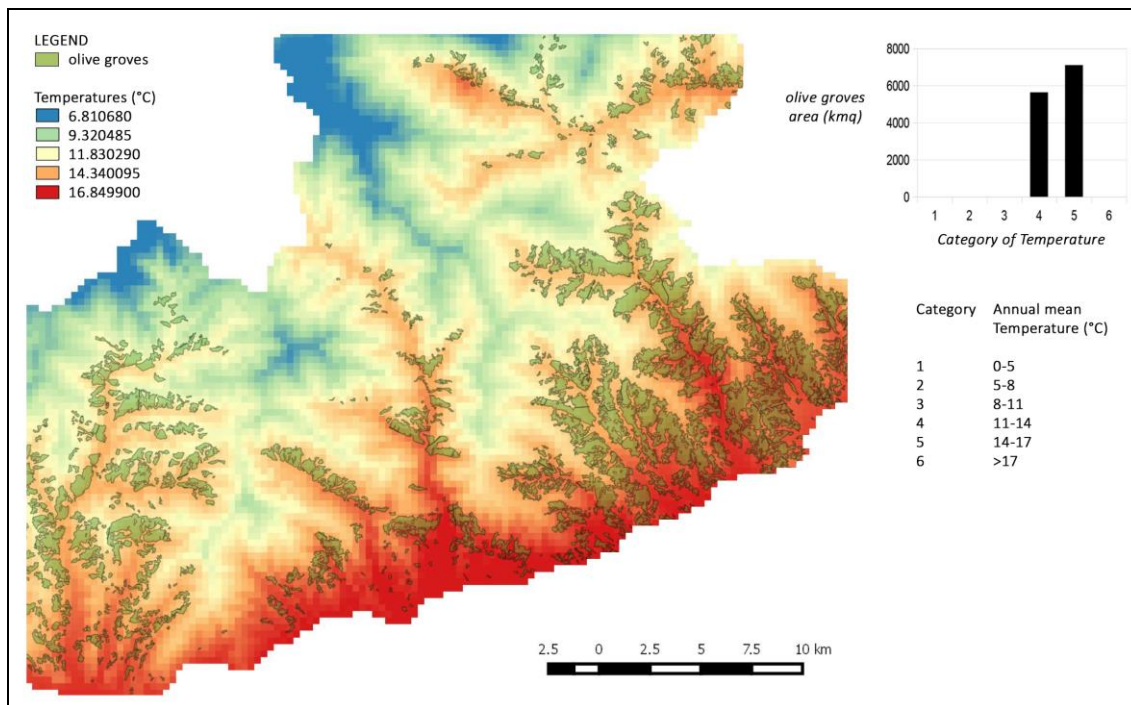 LEGEND
olive groves
Temperatures (°C)
6.810680
9.320485
11.830290
14.340095
16.849900
olive groves
area (kmq)
8000
6000
4000
2000
0
1 2 3 4 5 6
Category of Temperature
Category Annual mean
Temperature (°C)
1 0-5
2 5-8
3 8-11
4 11-14
5 14-17
6 >17
2.5 0 2.5 5 7.5 10 km